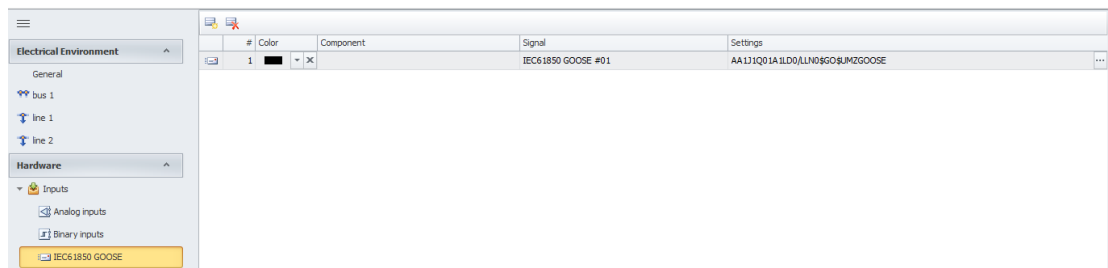 Electrical Environment
General
bus 1
line 1
line 2
Hardware
Inputs
Analog inputs
Binary inputs
IEC61850 GOOSE
# Color Component Signal Settings
1 IEC61850 GOOSE #01 AA1J1Q01A1LD0/LLN0$GO$UMZGOOSE ...